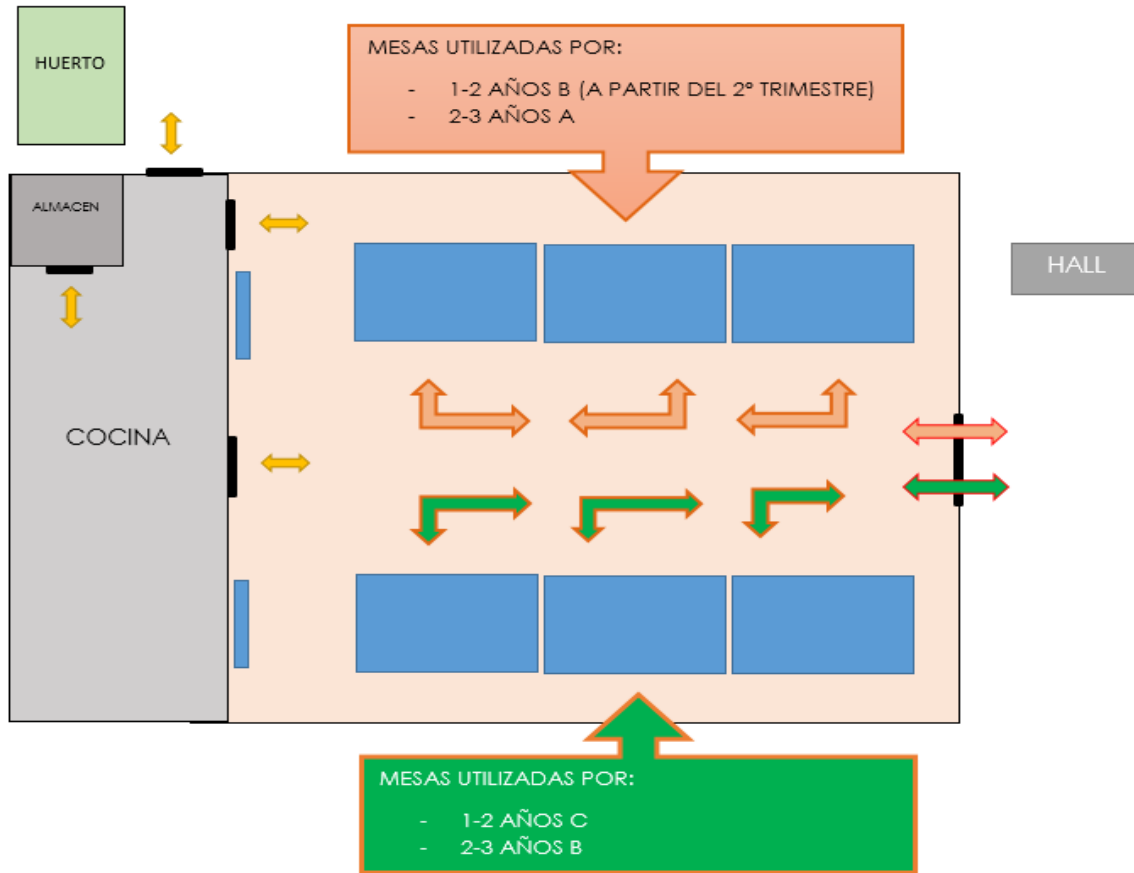 HUERTO
MESAS UTILIZADAS POR:
- 1-2 AÑOS B (A PARTIR DEL 2º TRIMESTRE)
- 2-3 AÑOS A
ALMACEN
HALL
COCINA
MESAS UTILIZADAS POR:
- 1-2 AÑOS C
- 2-3 AÑOS B